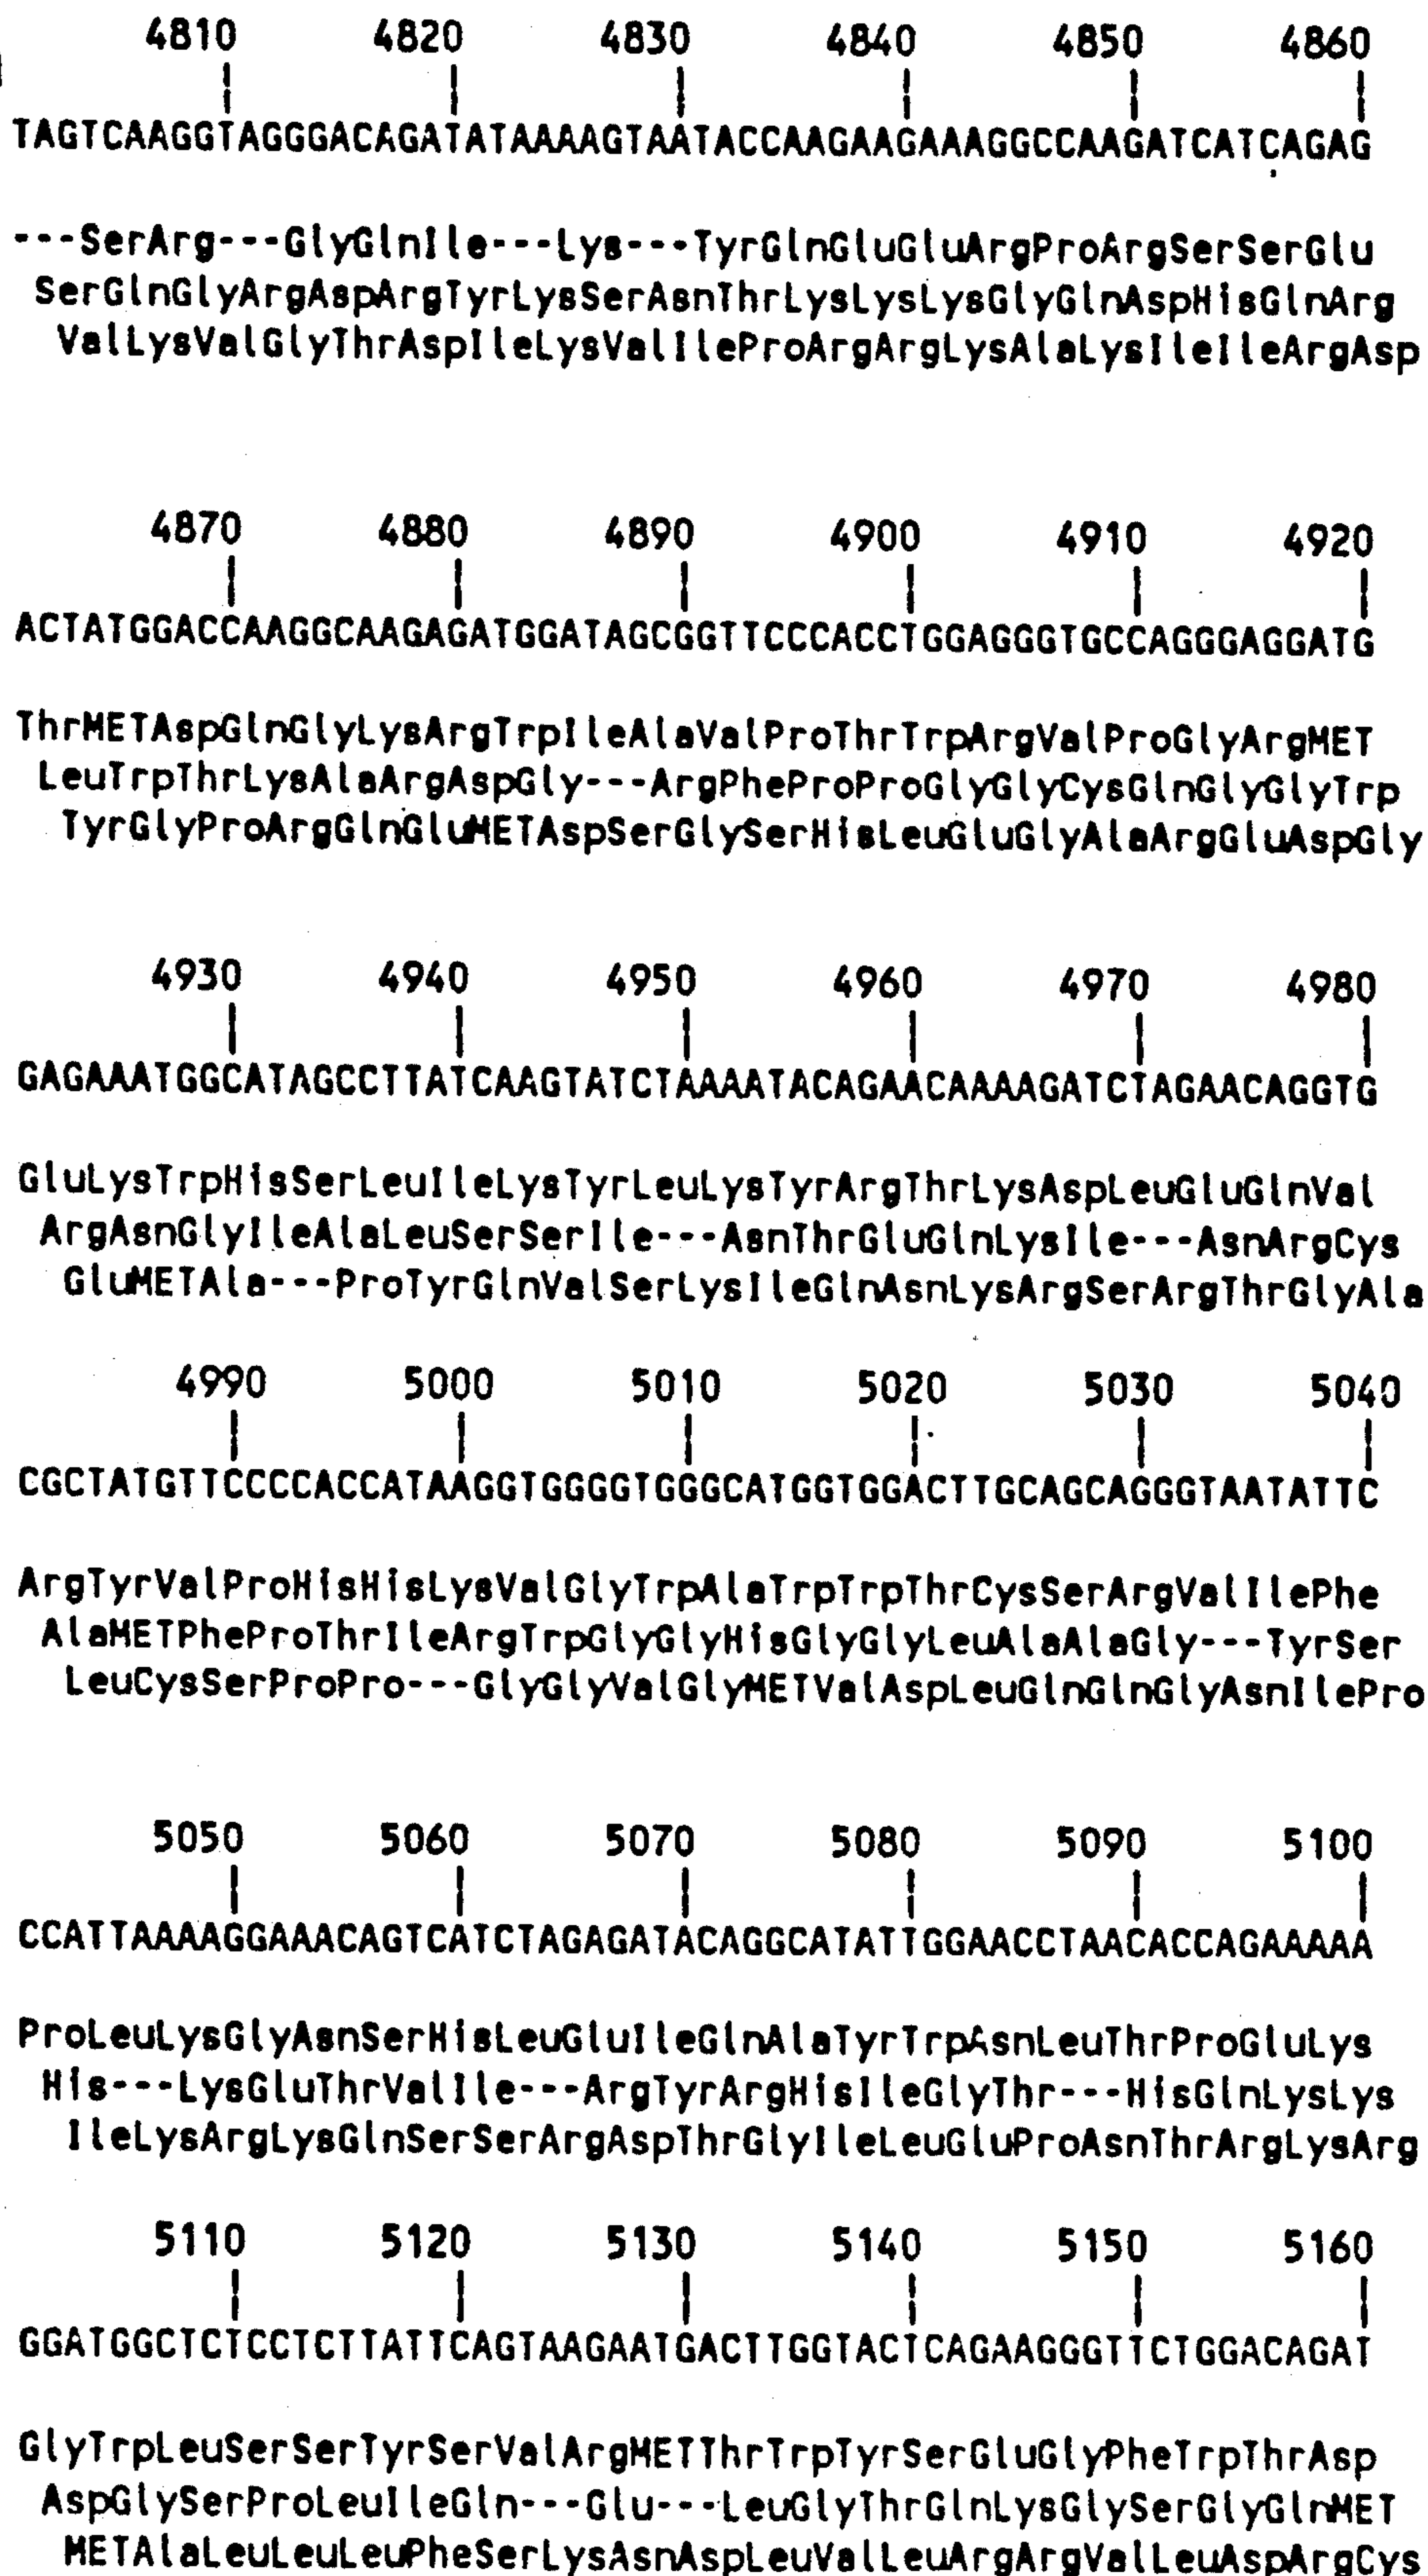 4810 4820 4830 4840 4850 4860
TAGTCAAGGTAGGGACAGATATAAAAGTAATACCAAGAAGAAAGGCCAAGATCATCAGAG
---SerArg---GlyGlnIle---Lys---TyrGlnGluGluArgProArgSerSerGlu
SerGlnGlyArgAspArgTyrLysSerAsnThrLysLysLysGlyGlnAspHisGlnArg
ValLysValGlyThrAspIleLysValIleProArgArgLysAlaLysIleIleArgAsp
4870 4880 4890 4900 4910 4920
ACTATGGACCAAGGCAAGAGATGGATAGCGGTTCCCACCTGGAGGGTGCCAGGGAGGATG
ThrMETAspGlnGlyLysArgTrpIleAlaValProThrTrpArgValProGlyArgMET
LeuTrpThrLysAlaArgAspGly---ArgPheProProGlyGlyCysGlnGlyGlyTrp
TyrGlyProArgGlnGluMETAspSerGlySerHisLeuGluGlyAlaArgGluAspGly
4930 4940 4950 4960 4970 4980
GAGAAATGGCATAGCCTTATCAAGTATCTAAAATACAGAACAAAAGATCTAGAACAGGTG
GluLysTrpHisSerLeuIleLysTyrLeuLysTyrArgThrLysAspLeuGluGlnVal
ArgAsnGlyIleAlaLeuSerSerIle---AsnThrGluGlnLysIle---AsnArgCys
GluMETAla---ProTyrGlnValSerLysIleGlnAsnLysArgSerArgThrGlyAla
4990 5000 5010 5020 5030 5040
CGCTATGTTCCCCACCATAAGGTGGGGTGGGCATGGTGGACTTGCAGCAGGGTAATATTC
ArgTyrValProHisHisLysValGlyTrpAlaTrpTrpThrCysSerArgValIlePhe
AlaMETPheProThrIleArgTrpGlyGlyHisGlyGlyLeuAlaAlaGly---TyrSer
LeuCysSerProPro---GlyGlyValGlyMETValAspLeuGlnGlnGlyAsnIlePro
5050 5060 5070 5080 5090 5100
CCATTAAAAGGAAACAGTCATCTAGAGATACAGGCATATTGGAACCTAACACCAGAAAAA
ProLeuLysGlyAsnSerHisLeuGluIleGlnAlaTyrTrpAsnLeuThrProGluLys
His---LysGluThrValIle---ArgTyrArgHisIleGlyThr---HisGlnLysLys
IleLysArgLysGlnSerSerArgAspThrGlyIleLeuGluProAsnThrArgLysArg
5110 5120 5130 5140 5150 5160
GGATGGCTCTCCTCTTATTCAGTAAGAATGACTTGGTACTCAGAAGGGTTCTGGACAGAT
GlyTrpLeuSerSerTyrSerValArgMETThrTrpTyrSerGluGlyPheTrpThrAsp
AspGlySerProLeuIleGln---Glu---LeuGlyThrGlnLysGlySerGlyGlnMET
METAlaLeuLeuLeuPheSerLysAsnAspLeuValLeuArgArgValLeuAspArgCys